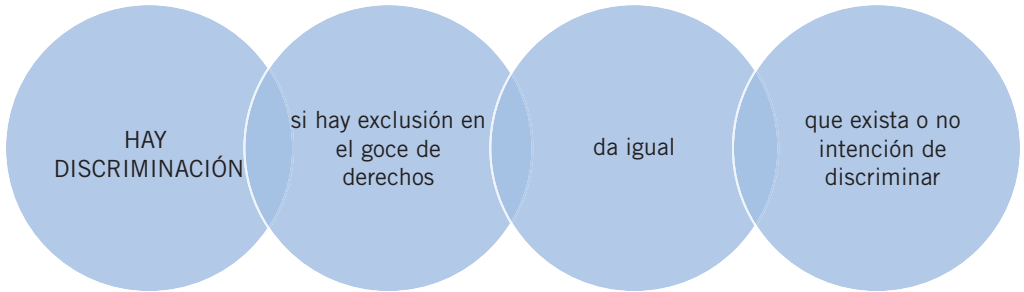 HAY
DISCRIMINACIÓN
si hay exclusión en
el goce de
derechos
da igual
que exista o no
intención de
discriminar